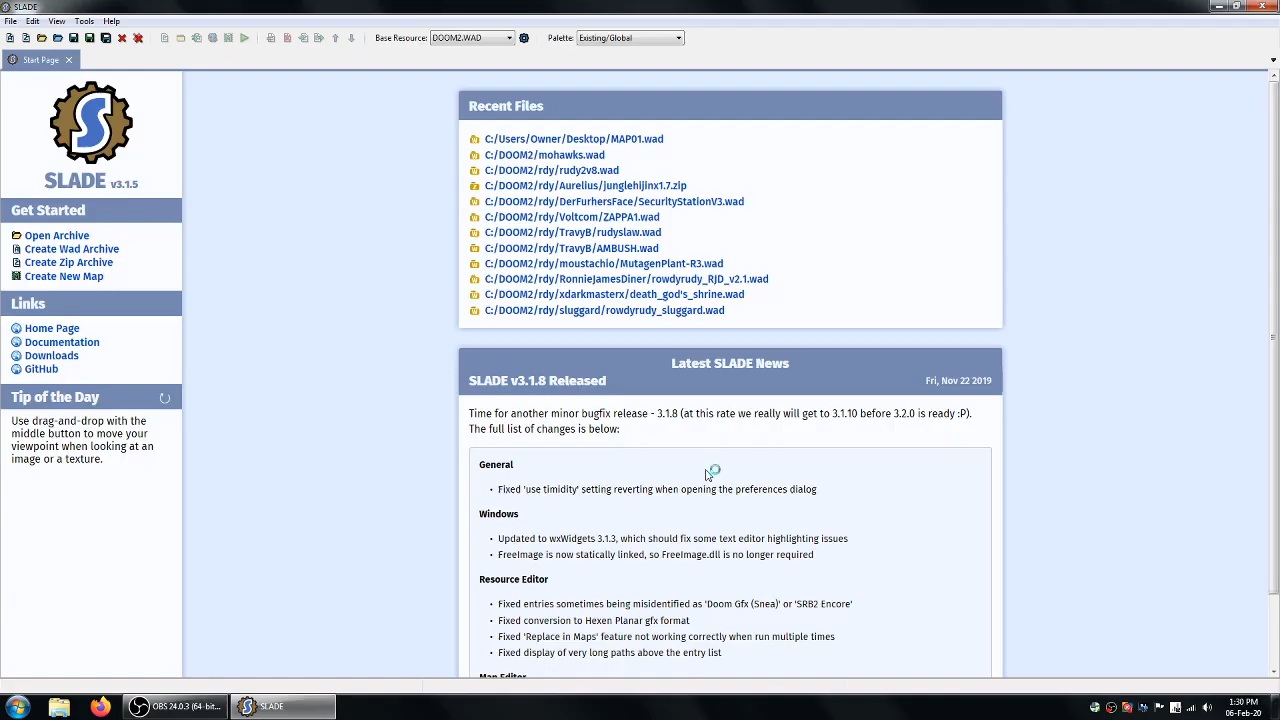 SLADE
File Edit View Tools Help
Base Resource: DOOM2.WAD Palette: Existing/Global
Start Page
SLADE v3.1.5
Get Started
Open Archive
Create Wad Archive
Create Zip Archive
Create New Map
Links
Home Page
Documentation
Downloads
GitHub
Tip of the Day
Use drag-and-drop with the
middle button to move your
viewpoint when looking at an
image or a texture.
Recent Files
C:/Users/Owner/Desktop/MAP01.wad
C:/DOOM2/mohawks.wad
C:/DOOM2/rdy/rudy2v8.wad
C:/DOOM2/rdy/Aurelius/junglehijinx1.7.zip
C:/DOOM2/rdy/DerFurhersFace/SecurityStationV3.wad
C:/DOOM2/rdy/Voltcom/ZAPPA1.wad
C:/DOOM2/rdy/TravyB/rudyslaw.wad
C:/DOOM2/rdy/TravyB/AMBUSH.wad
C:/DOOM2/rdy/moustachio/MutagenPlant-R3.wad
C:/DOOM2/rdy/RonnieJamesDiner/rowdyrudy_RJD_v2.1.wad
C:/DOOM2/rdy/xdarkmasterx/death_god's_shrine.wad
C:/DOOM2/rdy/sluggard/rowdyrudy_sluggard.wad
Latest SLADE News
SLADE v3.1.8 Released Fri, Nov 22 2019
Time for another minor bugfix release - 3.1.8 (at this rate we really will get to 3.1.10 before 3.2.0 is ready :P).
The full list of changes is below:
General
• Fixed 'use timidity' setting reverting when opening the preferences dialog
Windows
• Updated to wxWidgets 3.1.3, which should fix some text editor highlighting issues
• FreeImage is now statically linked, so FreeImage.dll is no longer required
Resource Editor
• Fixed entries sometimes being misidentified as 'Doom Gfx (Snea)' or 'SRB2 Encore'
• Fixed conversion to Hexen Planar gfx format
• Fixed 'Replace in Maps' feature not working correctly when run multiple times
• Fixed display of very long paths above the entry list
Map Editor
OBS 24.0.3 (64-bit... SLADE
1:30 PM
06-Feb-20